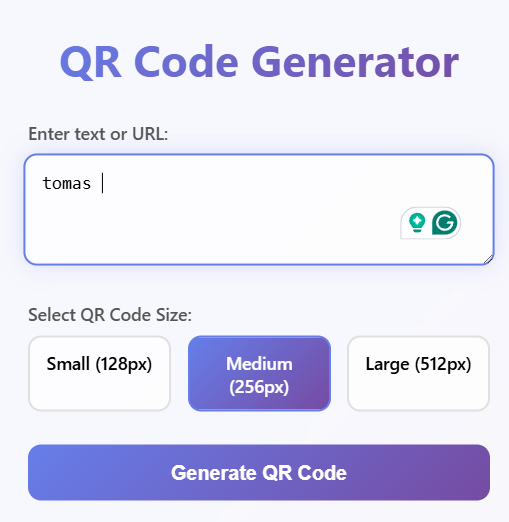 QR Code Generator
Enter text or URL:
tomas
Select QR Code Size:
Small (128px)
Medium
(256px)
Large (512px)
Generate QR Code